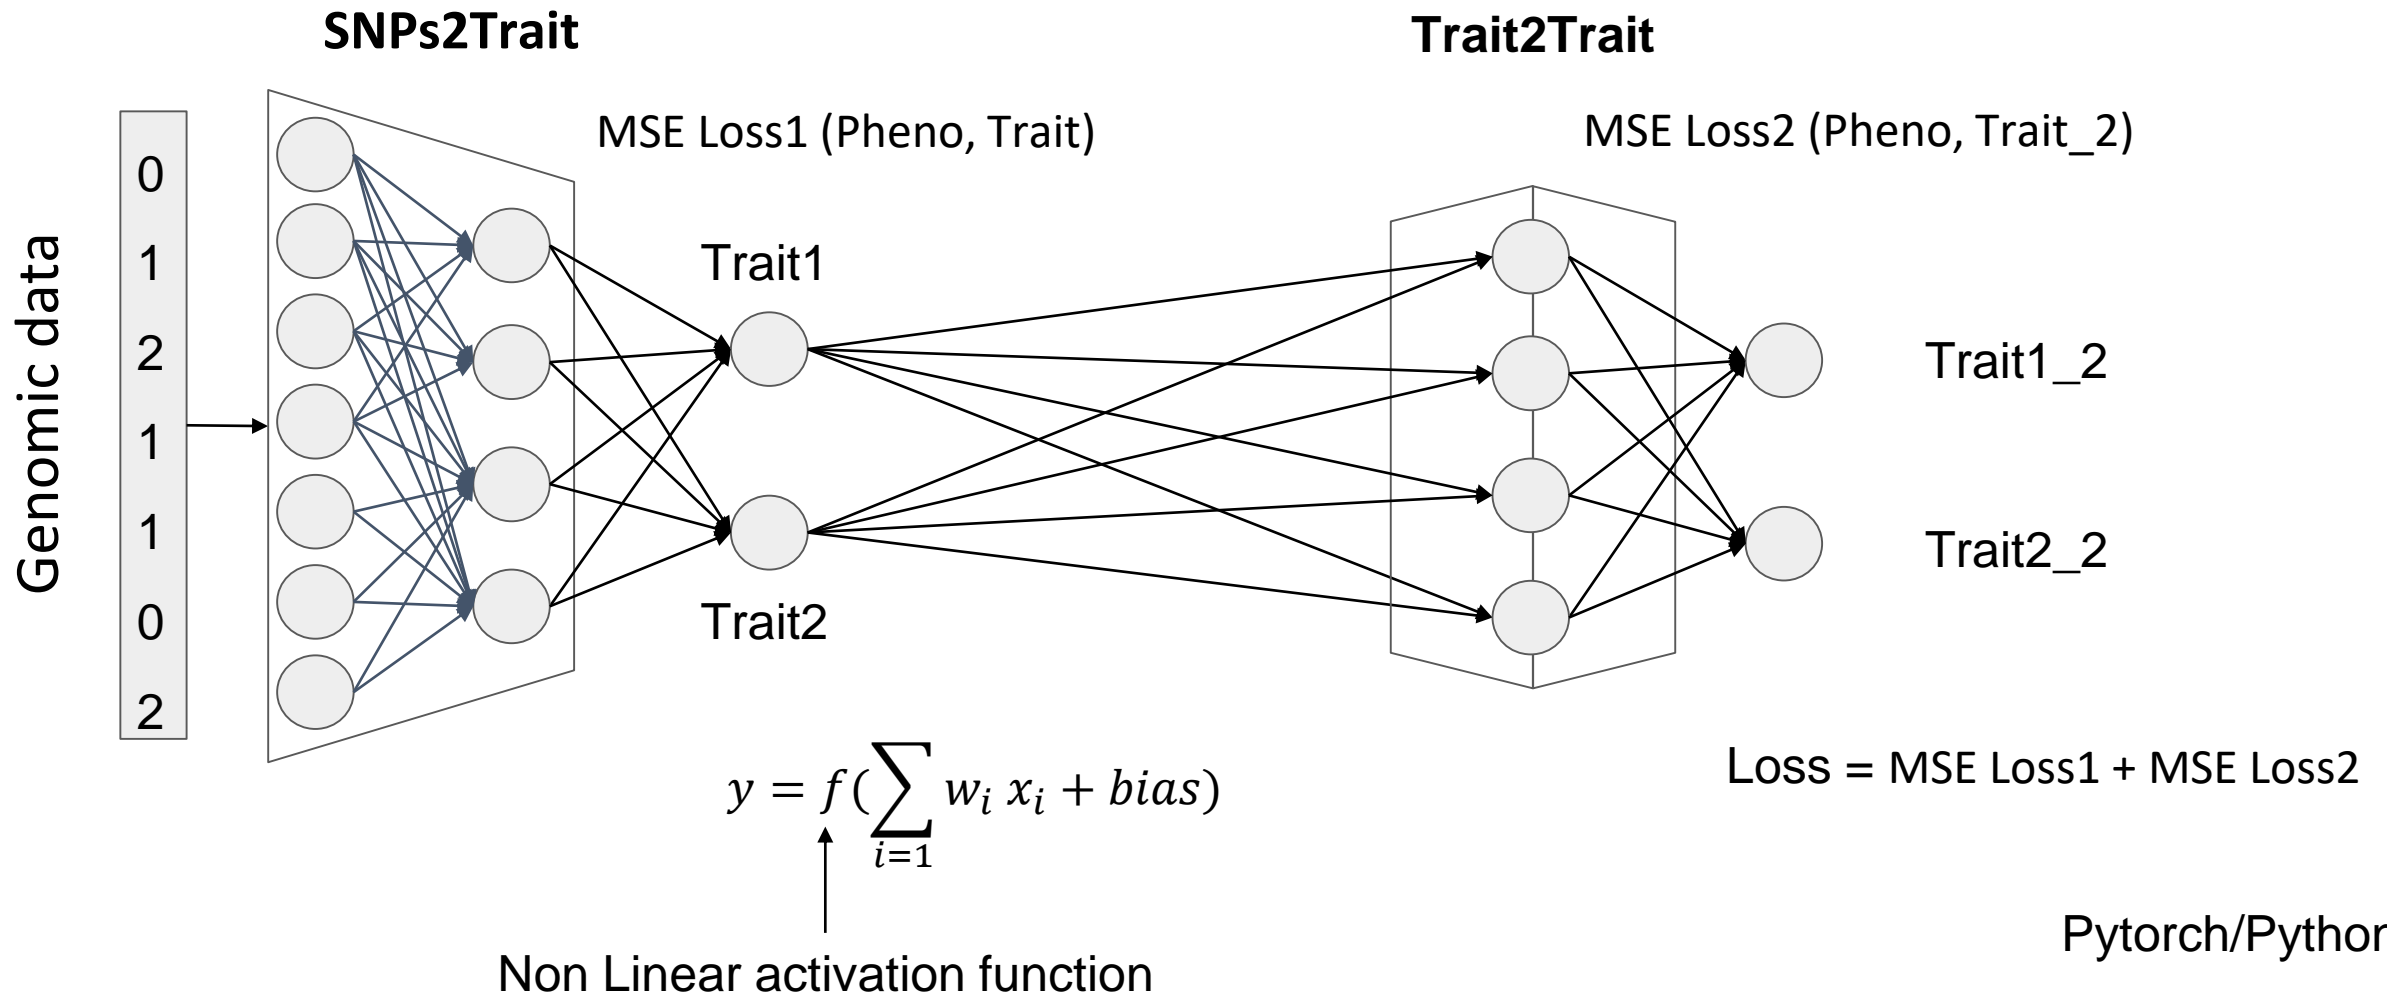 SNPs2Trait
Trait2Trait
MSE Loss1 (Pheno, Trait)
MSE Loss2 (Pheno, Trait_2)
Genomic data
0
1
2
1
1
0
2
Trait1
Trait2
Trait1_2
Trait2_2
y = f(∑ w_i x_i + bias)
i=1
Loss = MSE Loss1 + MSE Loss2
Non Linear activation function
Pytorch/Python